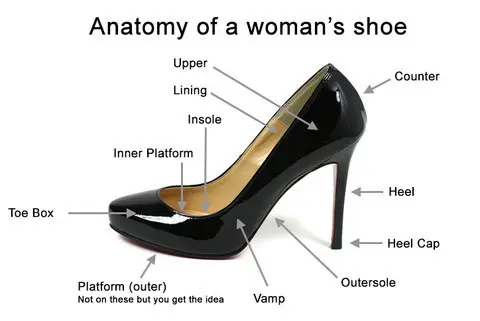 Anatomy of a woman’s shoe
Upper
Counter
Lining
Insole
Inner Platform
Heel
Toe Box
Heel Cap
Outersole
Platform (outer)
Not on these but you get the idea
Vamp